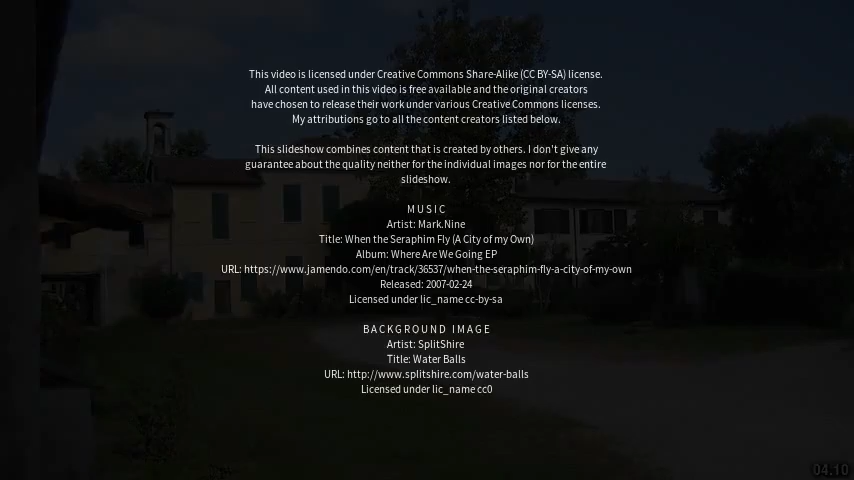 This video is licensed under Creative Commons Share-Alike (CC BY-SA) license.
All content used in this video is free available and the original creators
have chosen to release their work under various Creative Commons licenses.
My attributions go to all the content creators listed below.
This slideshow combines content that is created by others. I don't give any
guarantee about the quality neither for the individual images nor for the entire
slideshow.
MUSIC
Artist: Mark.Nine
Title: When the Seraphim Fly (A City of my Own)
Album: Where Are We Going EP
URL: https://www.jamendo.com/en/track/36537/when-the-seraphim-fly-a-city-of-my-own
Released: 2007-02-24
Licensed under lic_name cc-by-sa
BACKGROUND IMAGE
Artist: SplitShire
Title: Water Balls
URL: http://www.splitshire.com/water-balls
Licensed under lic_name cc0
04.10